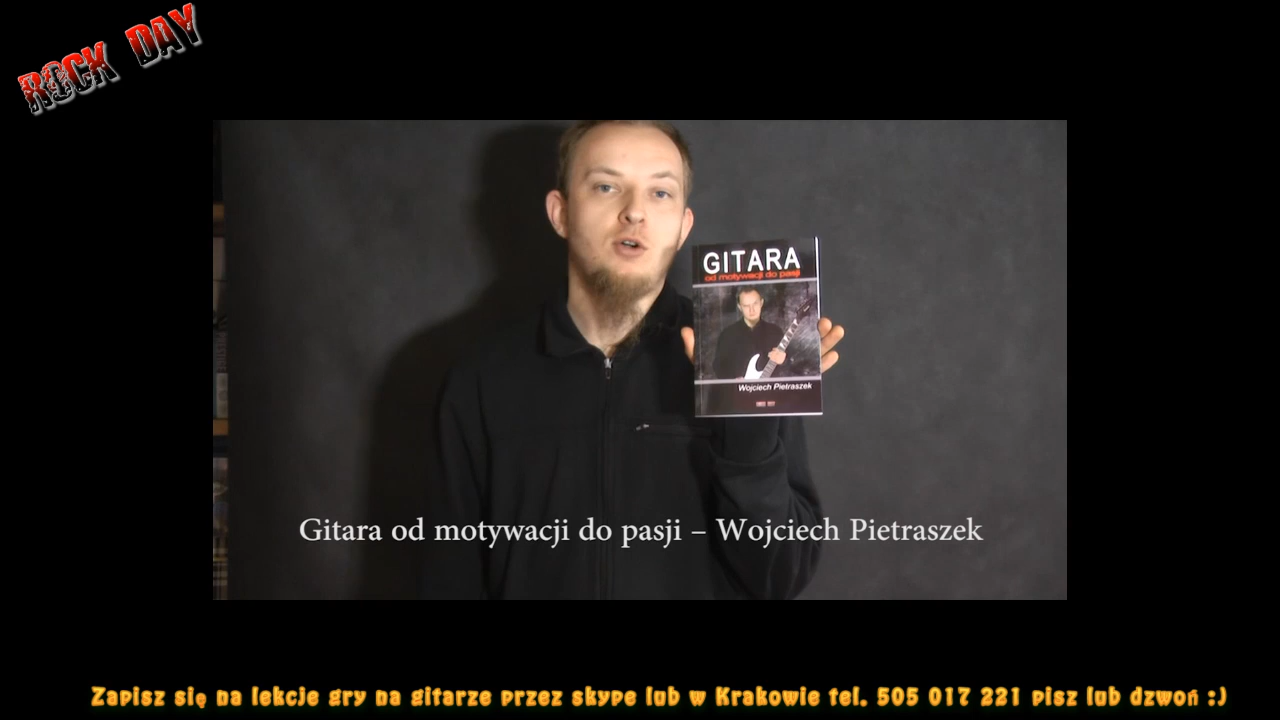 ROCK DAY
GITARA
od motywacji do pasji
Wojciech Pietraszek
Gitara od motywacji do pasji – Wojciech Pietraszek
Zapisz się na lekcje gry na gitarze przez skype lub w Krakowie tel. 505 017 221 pisz lub dzwoń :)